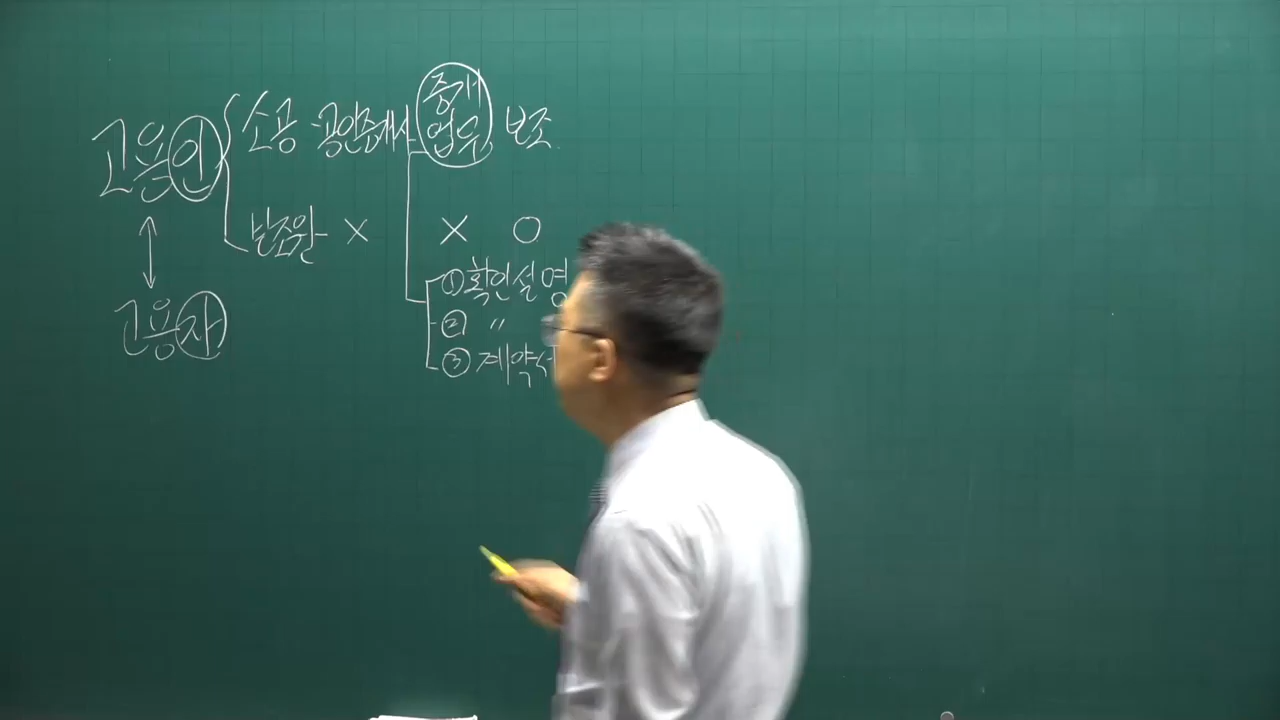 고용인 소공 공인중개사 중개업무 보조
보조원 × × ○
고용자
①확인설명
② 〃
③계약서